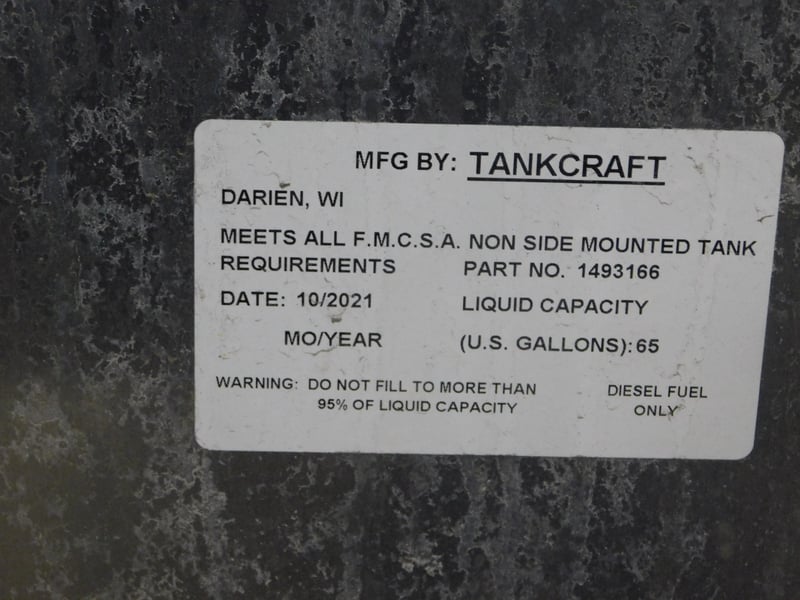 MFG BY: TANKCRAFT
DARIEN, WI
MEETS ALL F.M.C.S.A. NON SIDE MOUNTED TANK
REQUIREMENTS PART NO. 1493166
DATE: 10/2021 LIQUID CAPACITY
MO/YEAR (U.S. GALLONS): 65
WARNING: DO NOT FILL TO MORE THAN DIESEL FUEL
95% OF LIQUID CAPACITY ONLY